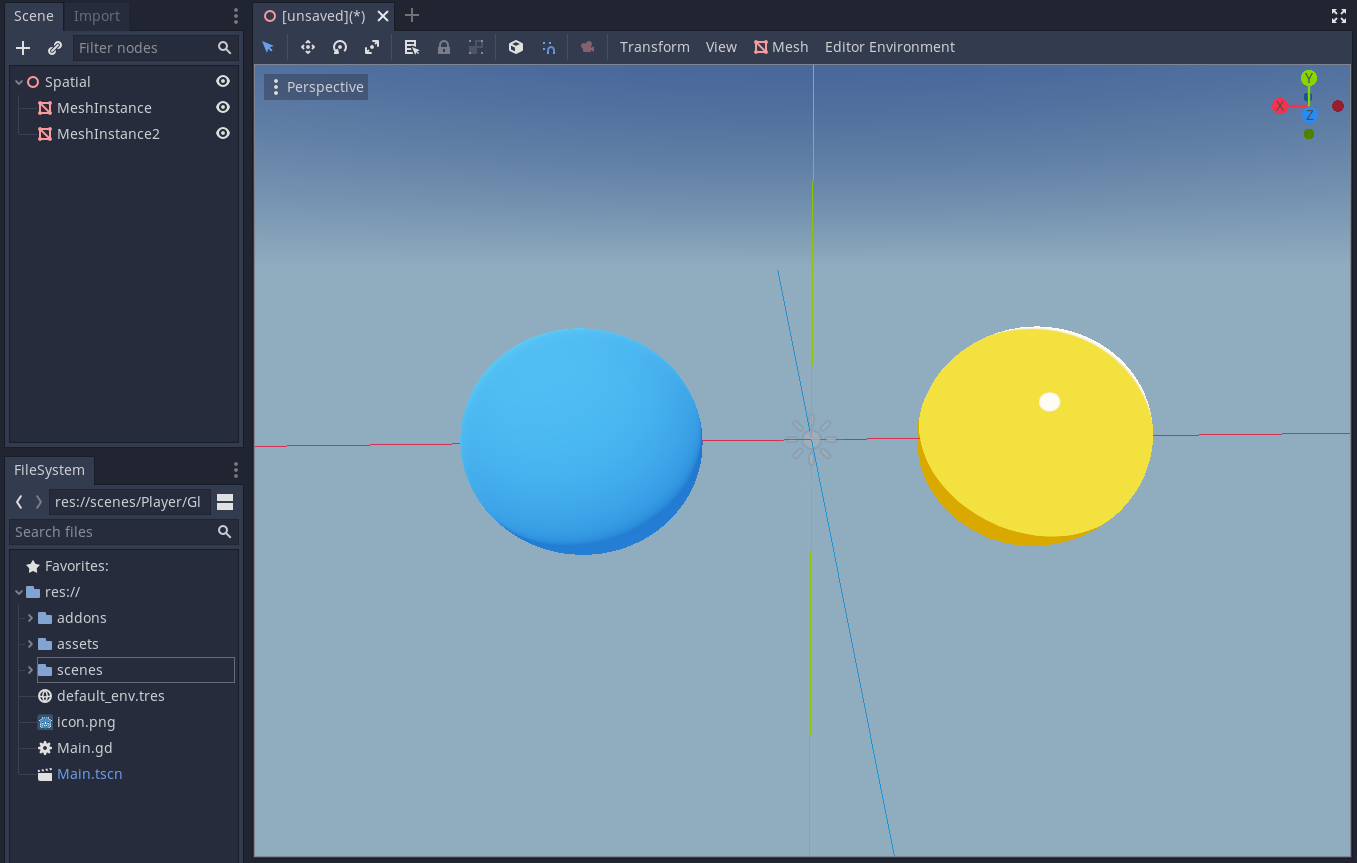 Scene Import
[unsaved](*)
Filter nodes
Transform View Mesh Editor Environment
Spatial
MeshInstance
MeshInstance2
Perspective
Y
X
Z
FileSystem
res://scenes/Player/Gl
Search files
Favorites:
res://
addons
assets
scenes
default_env.tres
icon.png
Main.gd
Main.tscn